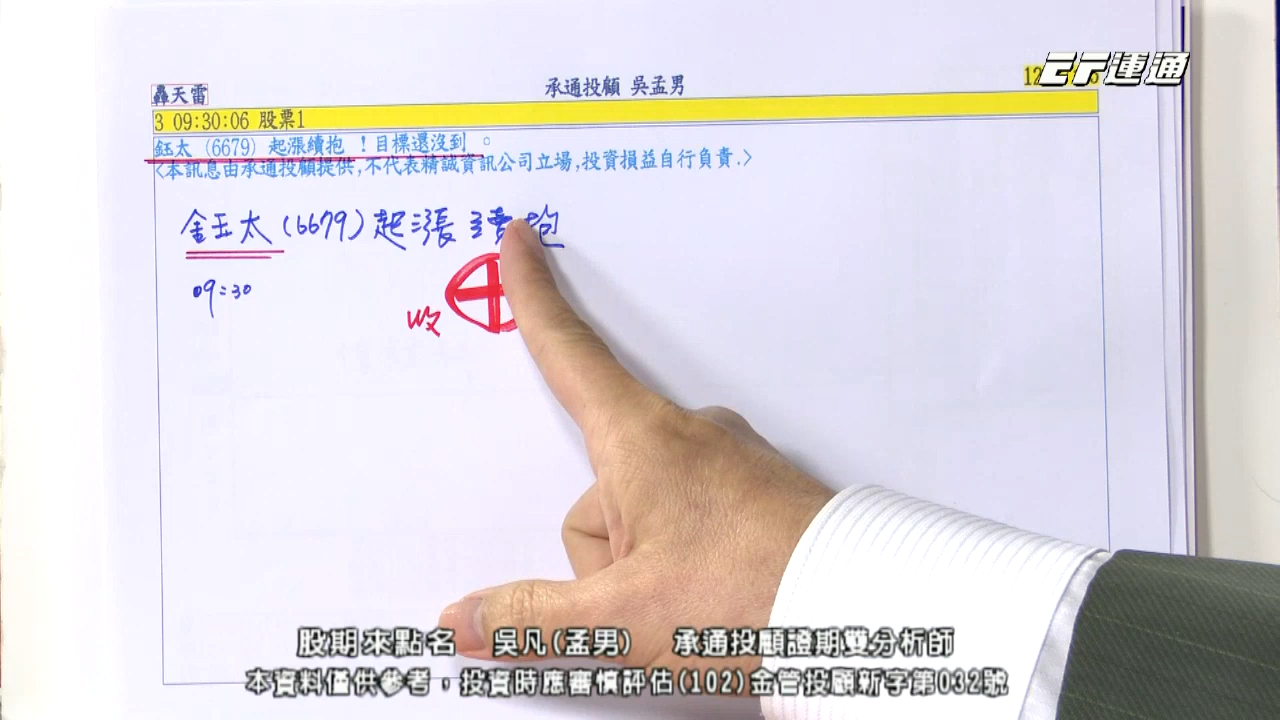 轟天雷
承通投顧 吳孟男
EF運通
3 09:30:06 股票1
鈺太 (6679) 起漲續抱 !目標還沒到 。
<本訊息由承通投顧提供,不代表精誠資訊公司立場,投資損益自行負責.>
鈺太(6679)起漲續抱
09:30
收
股期來點名 吳凡(孟男) 承通投顧證期雙分析師
本資料僅供參考，投資時應審慎評估(102)金管投顧新字第032號